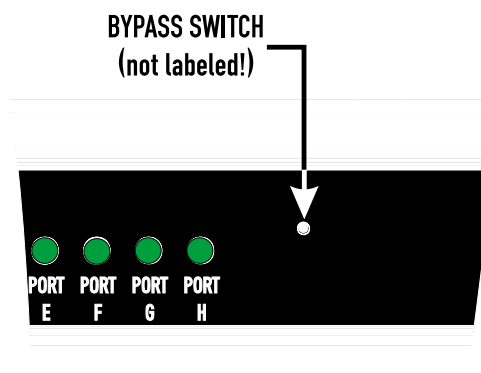 BYPASS SWITCH
(not labeled!)
PORT PORT PORT PORT
E F G H